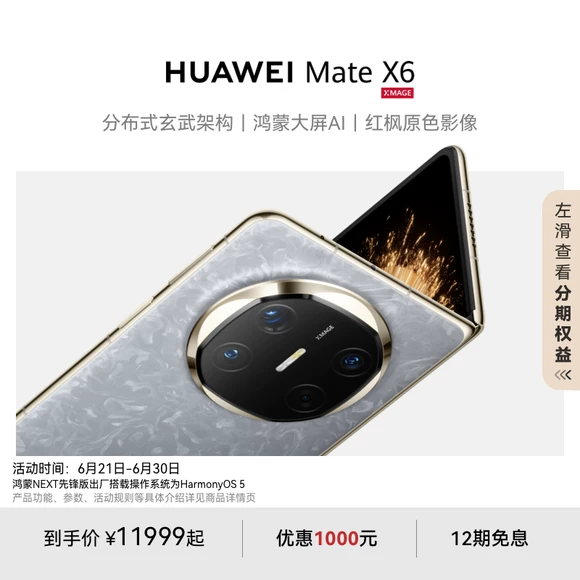 HUAWEI Mate X6
XMAGE
分布式玄武架构丨鸿蒙大屏AI丨红枫原色影像
左滑查看分期权益
XMAGE
活动时间：6月21日-6月30日
鸿蒙NEXT先锋版出厂搭载操作系统为HarmonyOS 5
产品功能、参数、活动规则等具体介绍详见商品详情页
到手价 ¥11999起
优惠1000元
12期免息